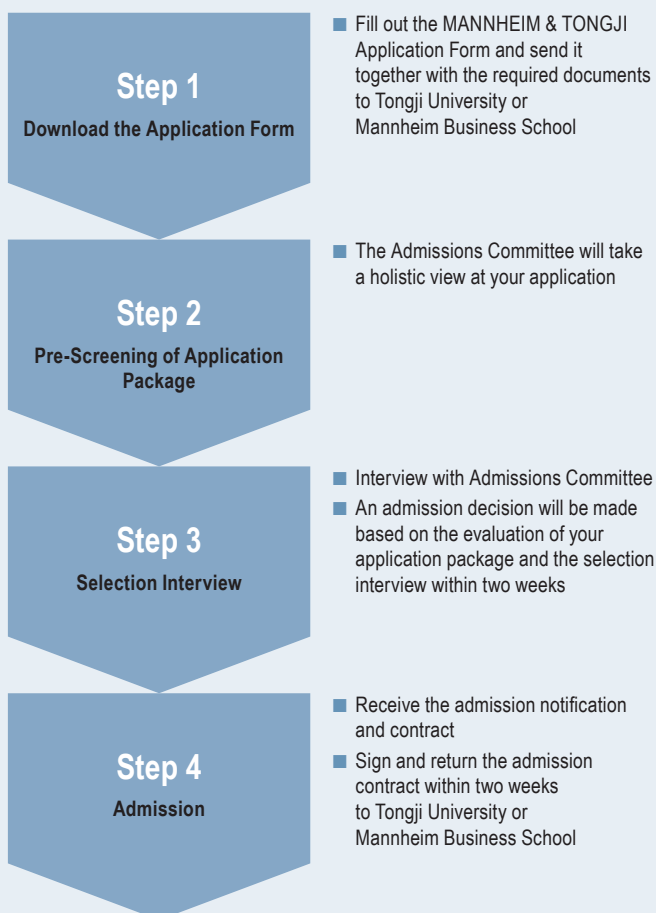 Step 1
Download the Application Form
■ Fill out the MANNHEIM & TONGJI
Application Form and send it
together with the required documents
to Tongji University or
Mannheim Business School
Step 2
Pre-Screening of Application
Package
■ The Admissions Committee will take
a holistic view at your application
Step 3
Selection Interview
■ Interview with Admissions Committee
■ An admission decision will be made
based on the evaluation of your
application package and the selection
interview within two weeks
Step 4
Admission
■ Receive the admission notification
and contract
■ Sign and return the admission
contract within two weeks
to Tongji University or
Mannheim Business School